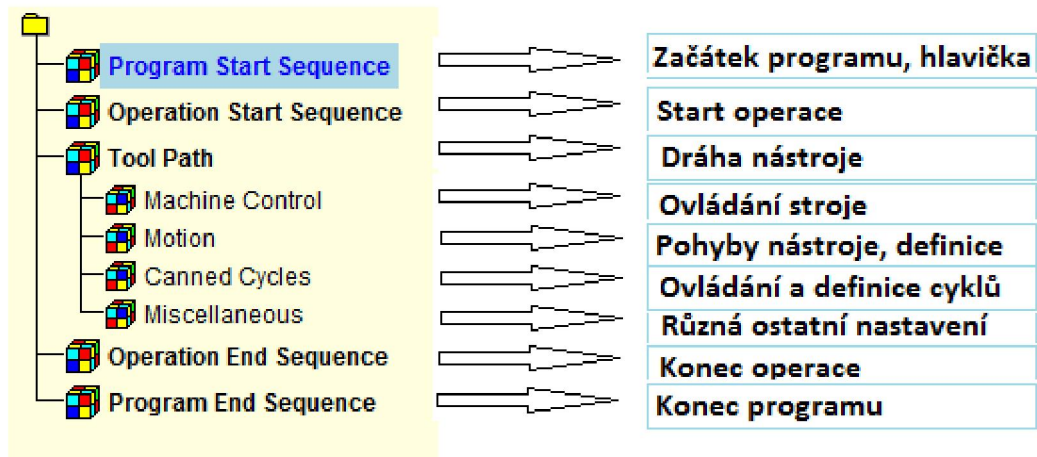 Program Start Sequence
Začátek programu, hlavička
Operation Start Sequence
Start operace
Tool Path
Dráha nástroje
Machine Control
Ovládání stroje
Motion
Pohyby nástroje, definice
Canned Cycles
Ovládání a definice cyklů
Miscellaneous
Různá ostatní nastavení
Operation End Sequence
Konec operace
Program End Sequence
Konec programu